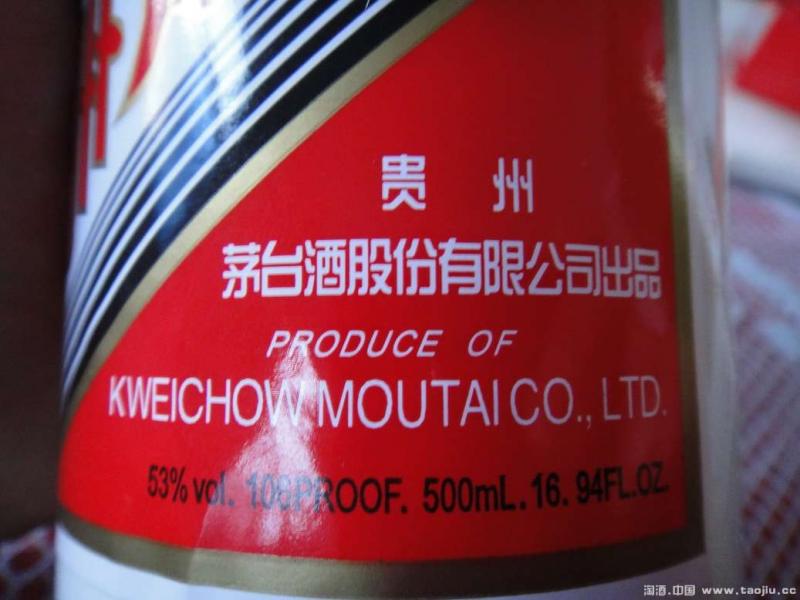 贵州
茅台酒股份有限公司出品
PRODUCE OF
KWEICHOW MOUTAI CO., LTD.
53% vol. 106PROOF. 500mL. 16. 94FL.OZ.
淘酒.中国 www.taojiu.cc